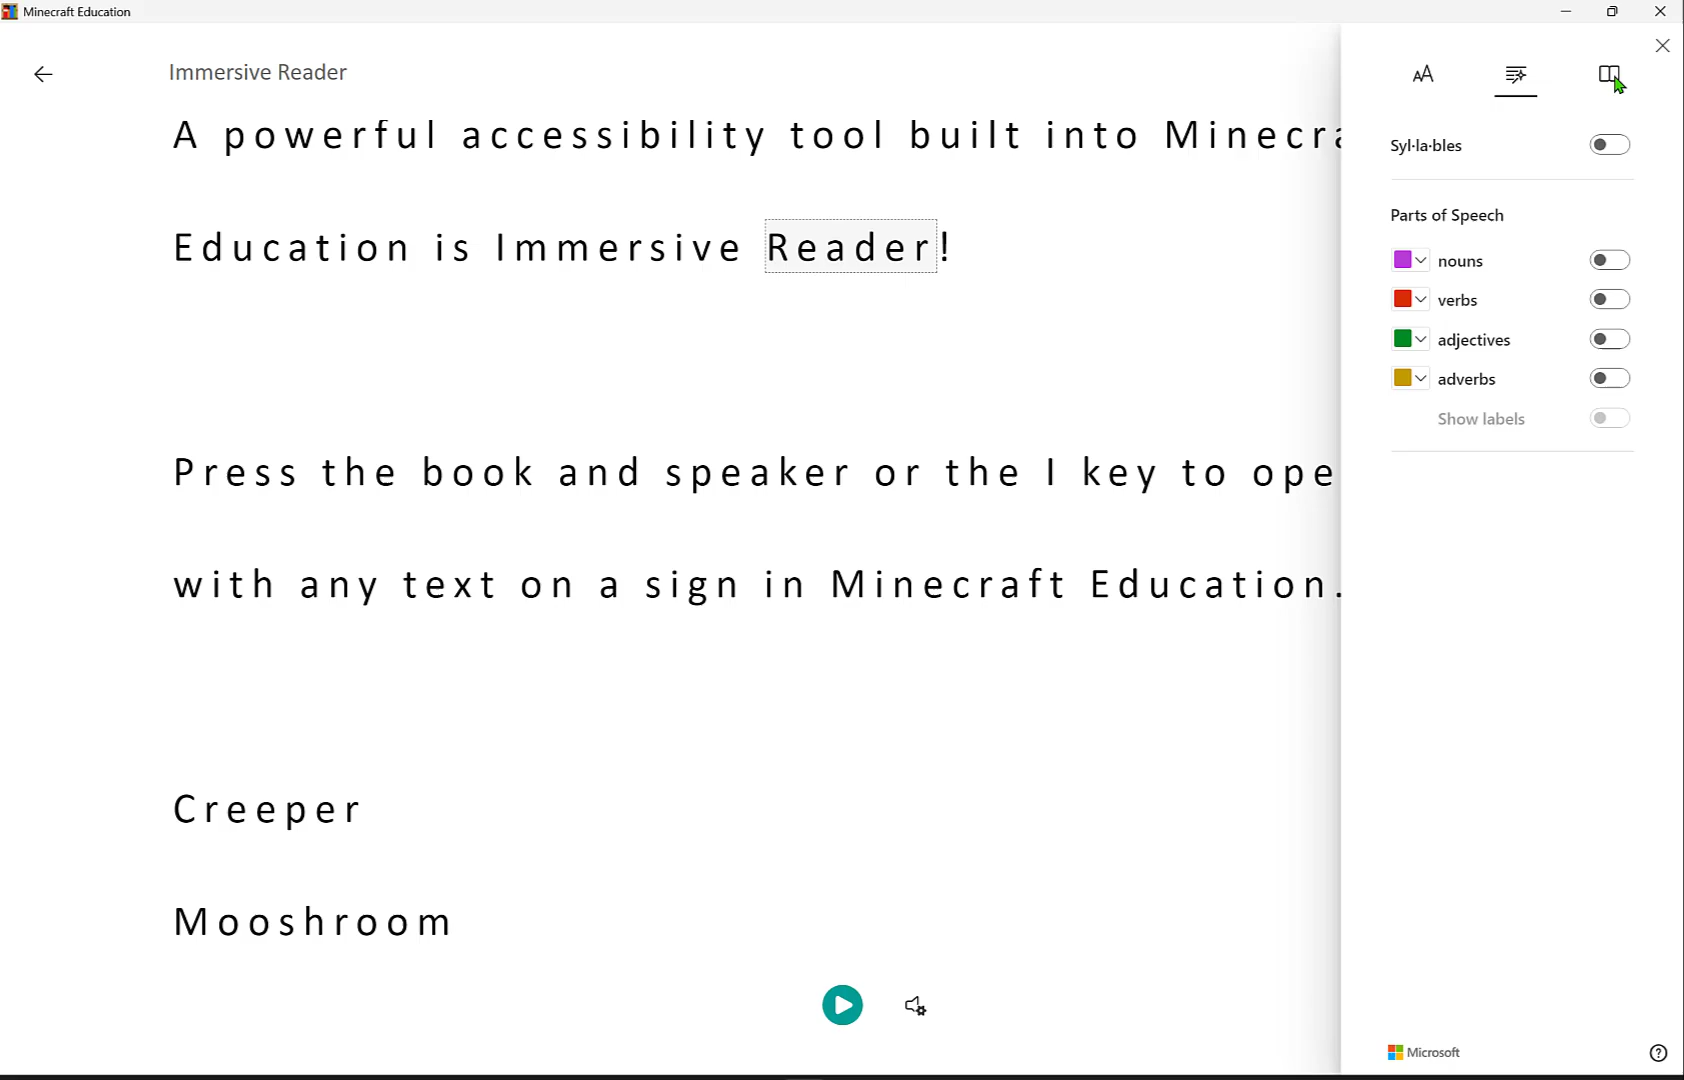 Minecraft Education
Immersive Reader
A powerful accessibility tool built into
Education is Immersive Reader!
Press the book and speaker or the I key to
with any text on a sign in Minecraft Education.
Creeper
Mooshroom
AA
Syl·la·bles
Parts of Speech
nouns
verbs
adjectives
adverbs
Show labels
Microsoft